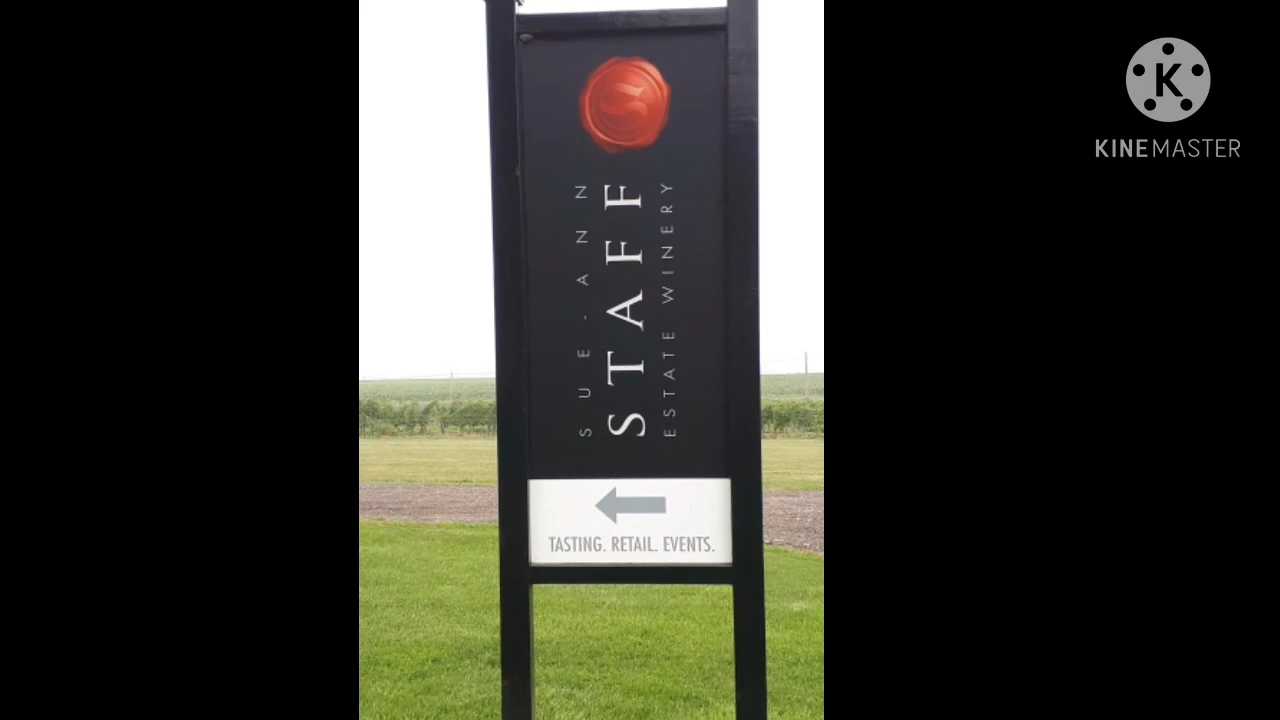 SUE-ANN
STAFF
ESTATE WINERY
TASTING. RETAIL. EVENTS.
K
KINEMASTER